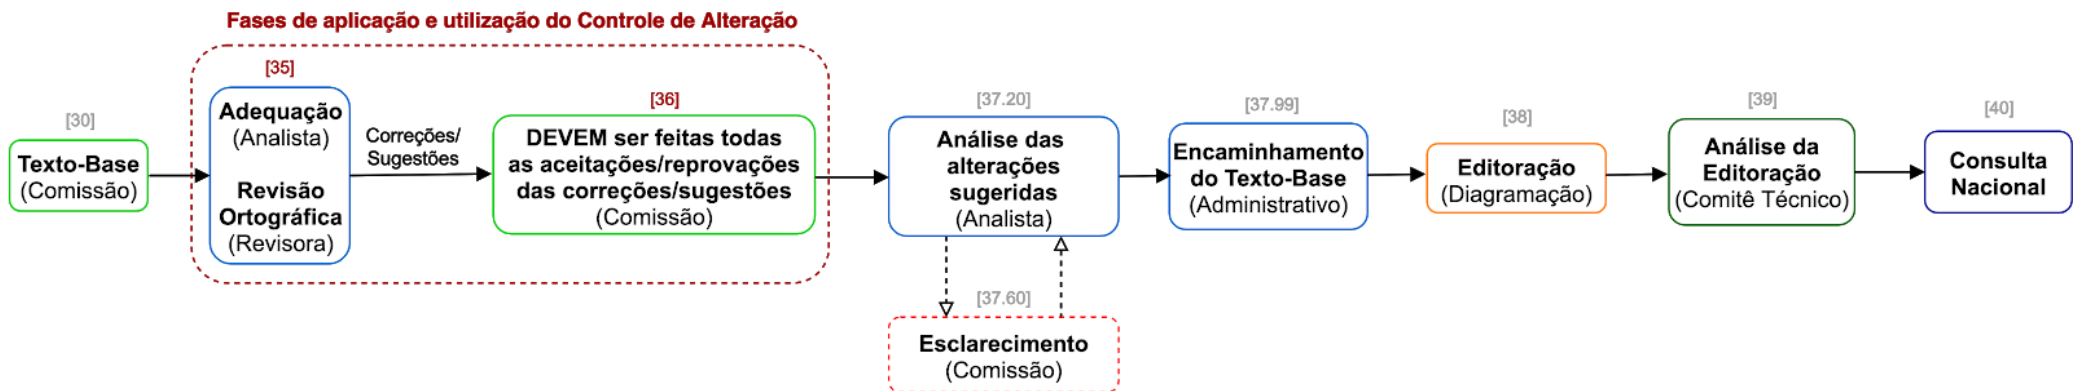 Fases de aplicação e utilização do Controle de Alteração
[30]
Texto-Base
(Comissão)
[35]
Adequação
(Analista)
Revisão
Ortográfica
(Revisora)
Correções/
Sugestões
[36]
DEVEM ser feitas todas
as aceitações/reprovações
das correções/sugestões
(Comissão)
[37.20]
Análise das
alterações
sugeridas
(Analista)
[37.60]
Esclarecimento
(Comissão)
[37.99]
Encaminhamento
do Texto-Base
(Administrativo)
[38]
Editoração
(Diagramação)
[39]
Análise da
Editoração
(Comitê Técnico)
[40]
Consulta
Nacional